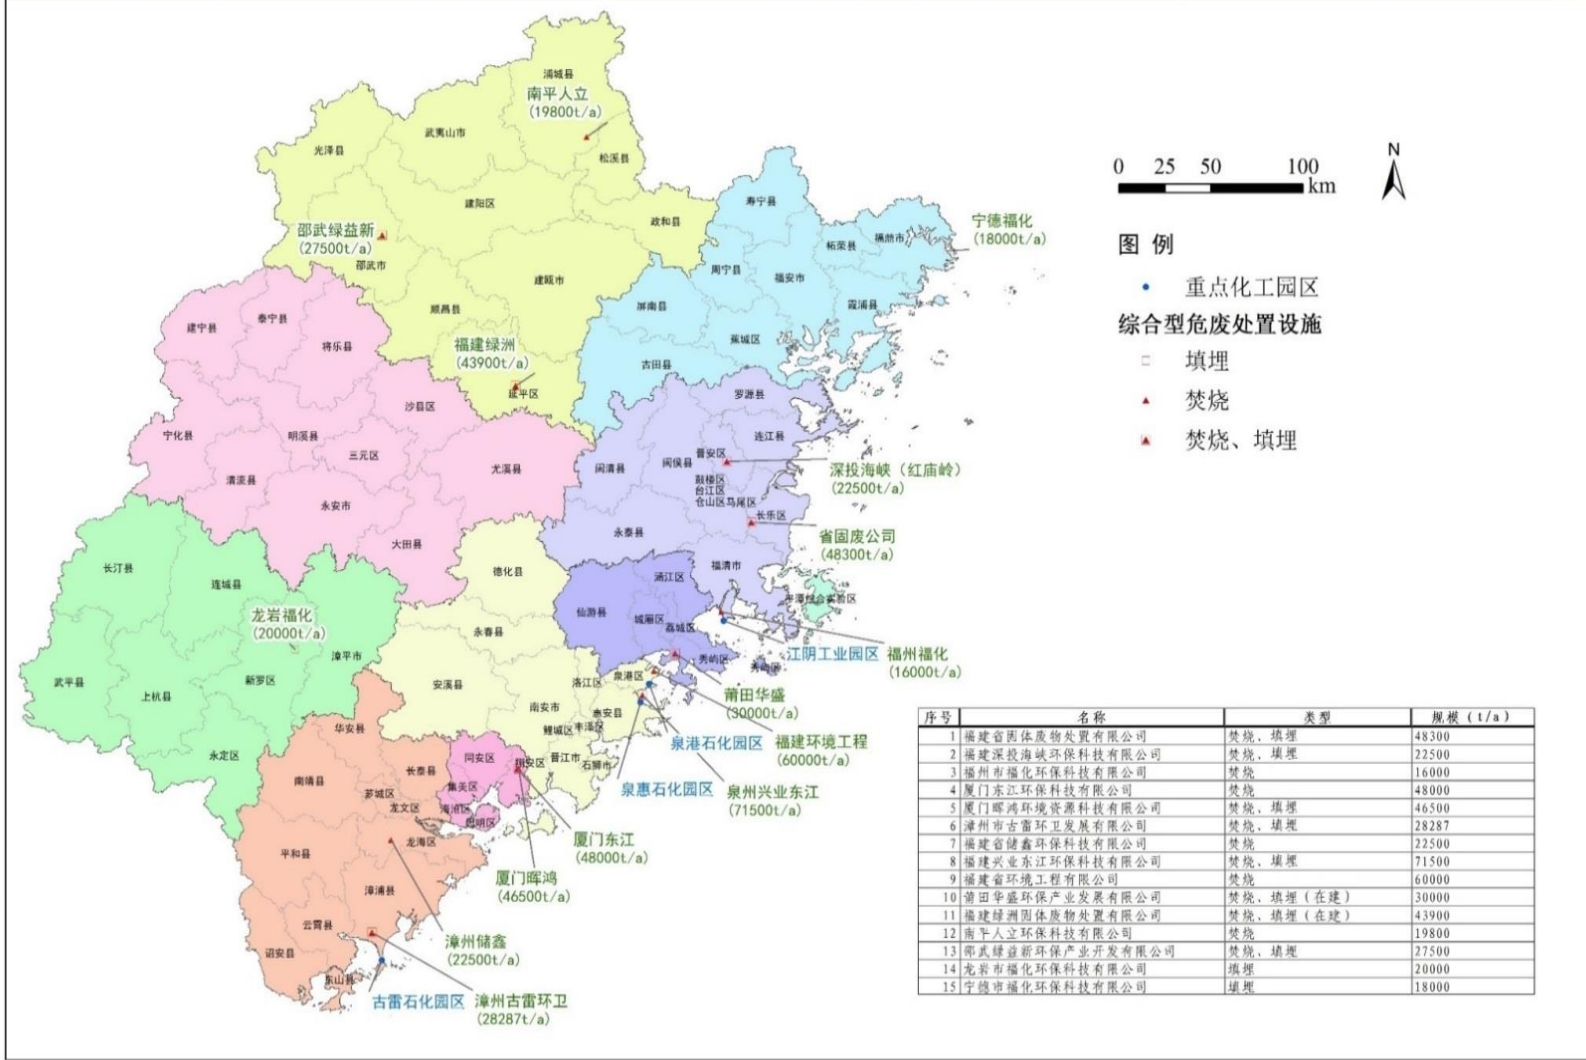 浦城县
南平人立
(19800t/a)
武夷山市
光泽县
松溪县
建阳区
政和县
邵武绿益新
(27500t/a)
邵武市
建瓯市
顺昌县
福建绿洲
(43900t/a)
延平区
寿宁县
宁德福化
(18000t/a)
柘荣县
福鼎市
周宁县
福安市
屏南县
霞浦县
蕉城区
古田县
建宁县
泰宁县
将乐县
沙县区
宁化县
明溪县
三元区
清流县
尤溪县
永安市
大田县
罗源县
连江县
晋安区
闽清县
闽侯县
深投海峡（红庙岭）
(22500t/a)
鼓楼区
台江区
仓山区
马尾区
长乐区
永泰县
省固废公司
(48300t/a)
福清市
平潭综合实验区
长汀县
连城县
龙岩福化
(20000t/a)
漳平市
武平县
上杭县
新罗区
永定区
德化县
永春县
安溪县
南安市
洛江区
泉港区
惠安县
鲤城区
丰泽区
晋江市
石狮市
仙游县
涵江区
城厢区
荔城区
秀屿区
秀屿区
江阴工业园区
福州福化
(16000t/a)
莆田华盛
(30000t/a)
泉港石化园区
福建环境工程
(60000t/a)
泉惠石化园区
泉州兴业东江
(71500t/a)
华安县
南靖县
长泰县
芗城区
龙文区
龙海区
平和县
漳浦县
云霄县
诏安县
东山县
同安区
翔安区
集美区
海沧区
思明区
厦门东江
(48000t/a)
厦门晖鸿
(46500t/a)
漳州储鑫
(22500t/a)
古雷石化园区
漳州古雷环卫
(28287t/a)
0 25 50 100
km
N
图 例
重点化工园区
综合型危废处置设施
填埋
焚烧
焚烧、填埋
序号 名称 类型 规模（t/a）
1 福建省固体废物处置有限公司 焚烧、填埋 48300
2 福建深投海峡环保科技有限公司 焚烧、填埋 22500
3 福州市福化环保科技有限公司 焚烧 16000
4 厦门东江环保科技有限公司 焚烧 48000
5 厦门晖鸿环境资源科技有限公司 焚烧、填埋 46500
6 漳州市古雷环卫发展有限公司 焚烧、填埋 28287
7 福建省储鑫环保科技有限公司 焚烧 22500
8 福建兴业东江环保科技有限公司 焚烧、填埋 71500
9 福建省环境工程有限公司 焚烧 60000
10 莆田华盛环保产业发展有限公司 焚烧、填埋（在建） 30000
11 福建绿洲固体废物处置有限公司 焚烧、填埋（在建） 43900
12 南平人立环保科技有限公司 焚烧 19800
13 邵武绿益新环保产业开发有限公司 焚烧、填埋 27500
14 龙岩市福化环保科技有限公司 填埋 20000
15 宁德市福化环保科技有限公司 填埋 18000